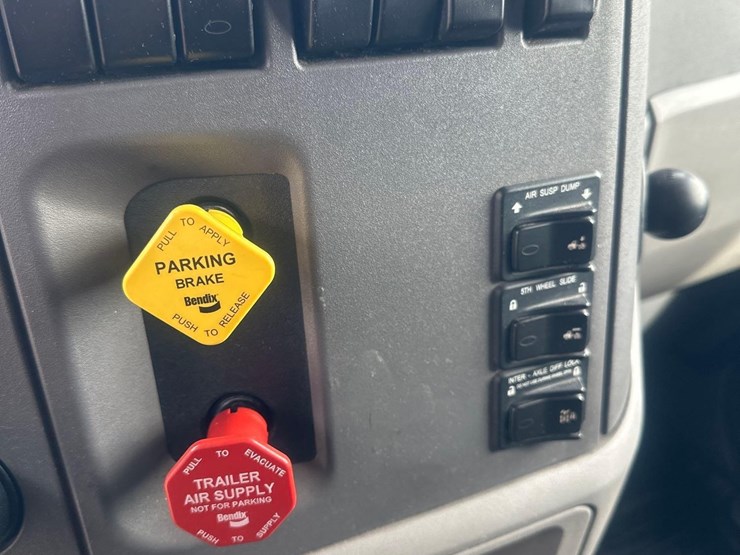 PULL TO APPLY
PARKING
BRAKE
Bendix
PUSH TO RELEASE
PULL TO EVACUATE
TRAILER
AIR SUPPLY
NOT FOR PARKING
Bendix
PUSH TO SUPPLY
AIR SUSP DUMP
5TH WHEEL SLIDE
INTER - AXLE DIFF LOCK